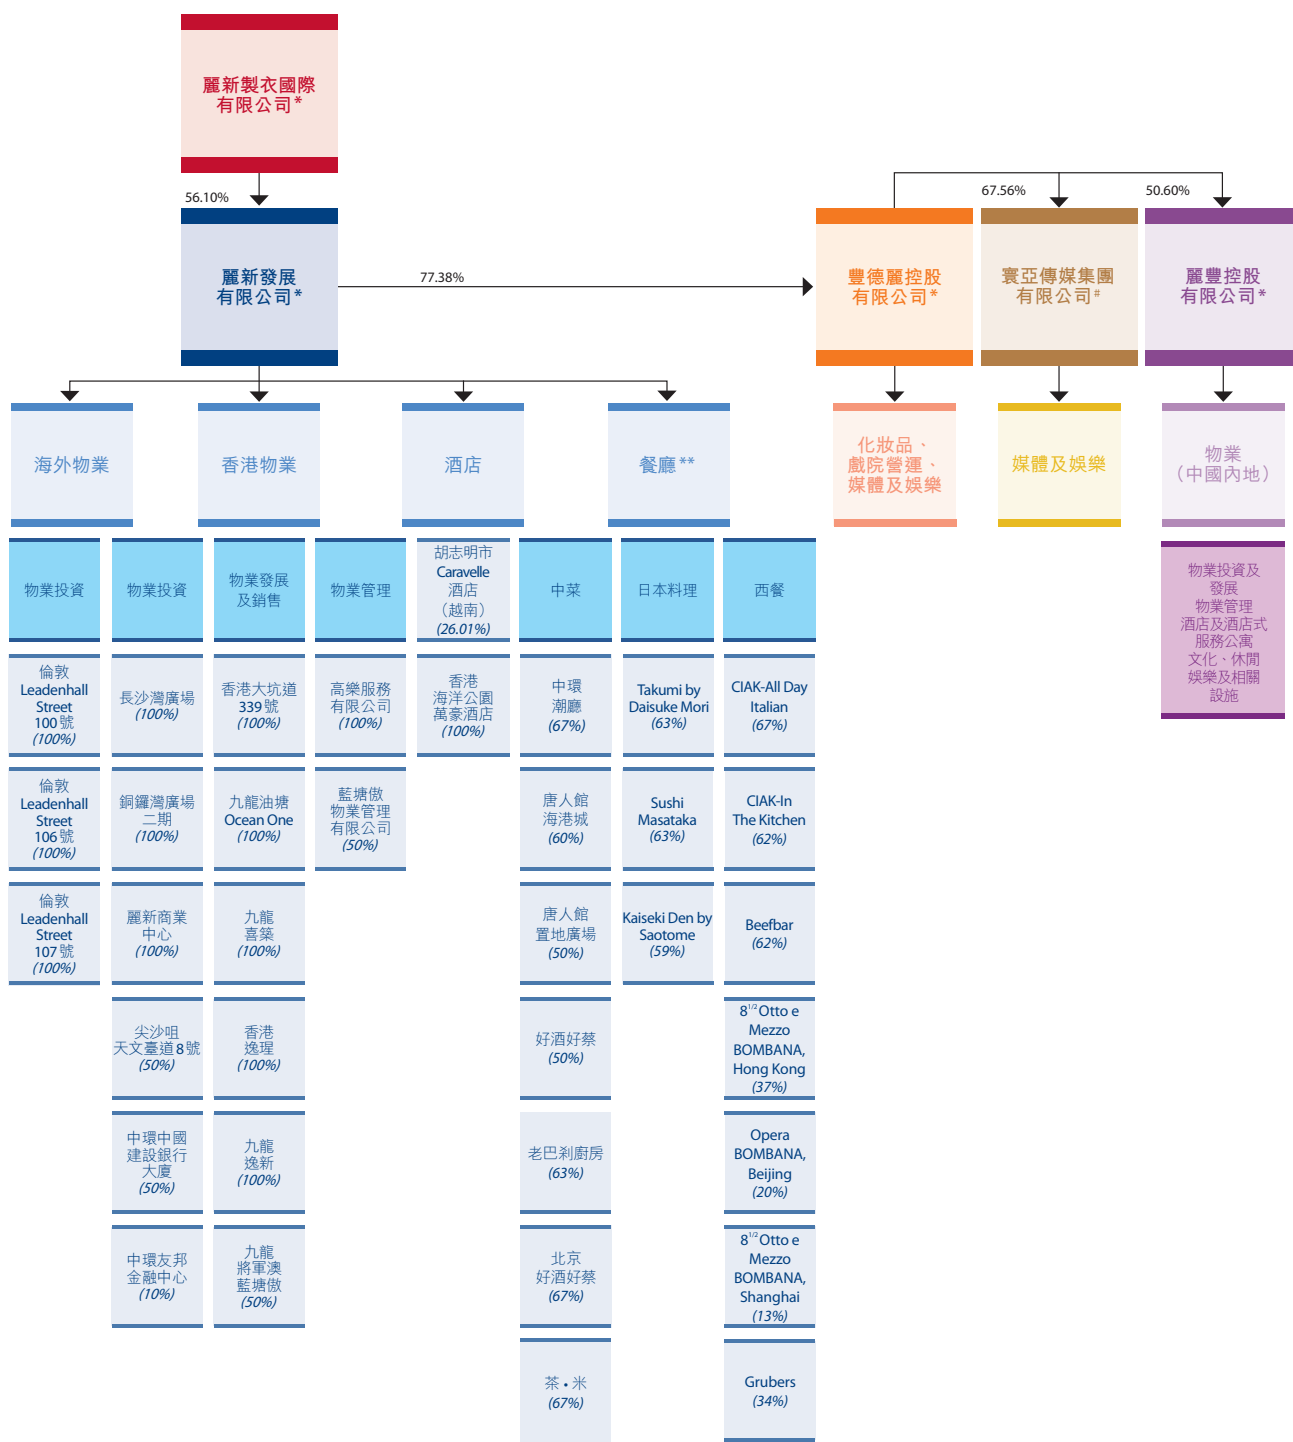 麗新製衣國際
有限公司*
56.10%
67.56%
50.60%
麗新發展
有限公司*
77.38%
豐德麗控股
有限公司*
寰亞傳媒集團
有限公司#
麗豐控股
有限公司*
海外物業
香港物業
酒店
餐廳**
化妝品、
戲院營運、
媒體及娛樂
媒體及娛樂
物業
（中國內地）
物業投資
物業投資
物業發展
及銷售
物業管理
胡志明市
Caravelle
酒店
（越南）
(26.01%)
中菜
日本料理
西餐
物業投資及
發展
物業管理
酒店及酒店式
服務公寓
文化、休閒
娛樂及相關
設施
倫敦
Leadenhall
Street
100號
(100%)
長沙灣廣場
(100%)
香港大坑道
339號
(100%)
高樂服務
有限公司
(100%)
香港
海洋公園
萬豪酒店
(100%)
中環
潮廳
(67%)
Takumi by
Daisuke Mori
(63%)
CIAK-All Day
Italian
(67%)
倫敦
Leadenhall
Street
106號
(100%)
銅鑼灣廣場
二期
(100%)
九龍油塘
Ocean One
(100%)
藍塘傲
物業管理
有限公司
(50%)
唐人館
海港城
(60%)
Sushi
Masataka
(63%)
CIAK-In
The Kitchen
(62%)
倫敦
Leadenhall
Street
107號
(100%)
麗新商業
中心
(100%)
九龍
喜築
(100%)
唐人館
置地廣場
(50%)
Kaiseki Den by
Saotome
(59%)
Beefbar
(62%)
尖沙咀
天文臺道8號
(50%)
香港
逸瑆
(100%)
好酒好蔡
(50%)
8 1/2 Otto e
Mezzo
BOMBANA,
Hong Kong
(37%)
中環中國
建設銀行
大廈
(50%)
九龍
逸新
(100%)
老巴剎廚房
(63%)
Opera
BOMBANA,
Beijing
(20%)
中環友邦
金融中心
(10%)
九龍
將軍澳
藍塘傲
(50%)
北京
好酒好蔡
(67%)
8 1/2 Otto e
Mezzo
BOMBANA,
Shanghai
(13%)
茶•米
(67%)
Grubers
(34%)